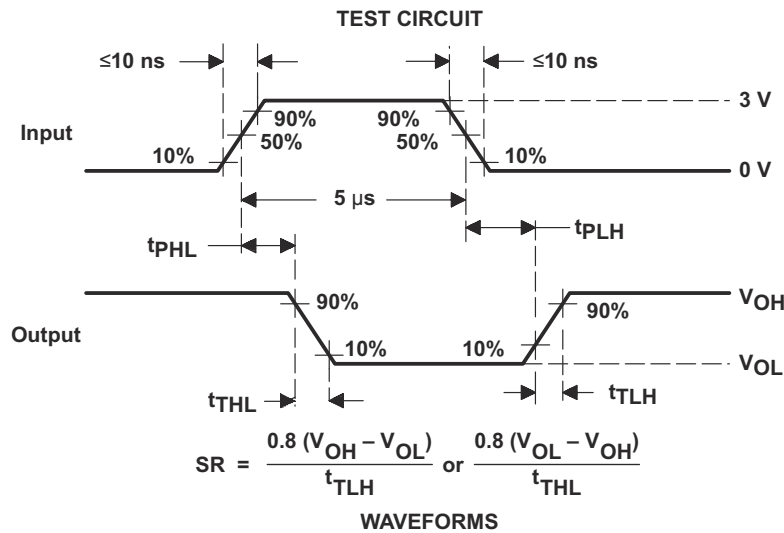 TEST CIRCUIT
≤10 ns
≤10 ns
3 V
90%
90%
Input
50%
50%
10%
10%
0 V
5 µs
tPHL
tPLH
VOH
90%
90%
Output
10%
10%
VOL
tTHL
tTLH
SR = 0.8 (VOH – VOL) / tTLH or 0.8 (VOL – VOH) / tTHL
WAVEFORMS